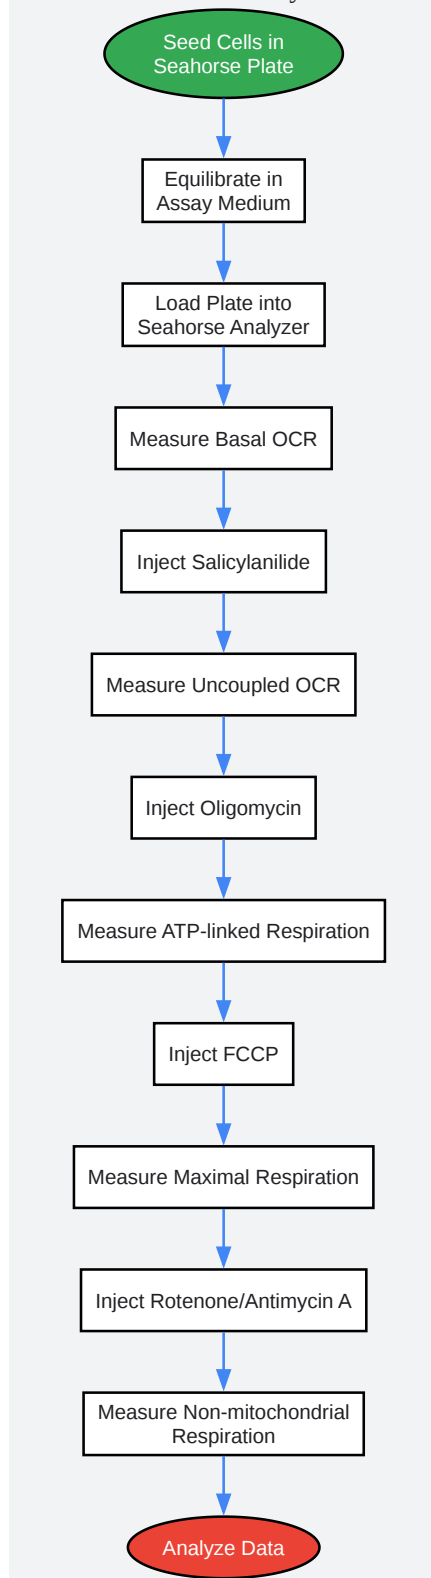 Seed Cells in
Seahorse Plate
Equilibrate in
Assay Medium
Load Plate into
Seahorse Analyzer
Measure Basal OCR
Inject Salicylanilide
Measure Uncoupled OCR
Inject Oligomycin
Measure ATP-linked Respiration
Inject FCCP
Measure Maximal Respiration
Inject Rotenone/Antimycin A
Measure Non-mitochondrial
Respiration
Analyze Data